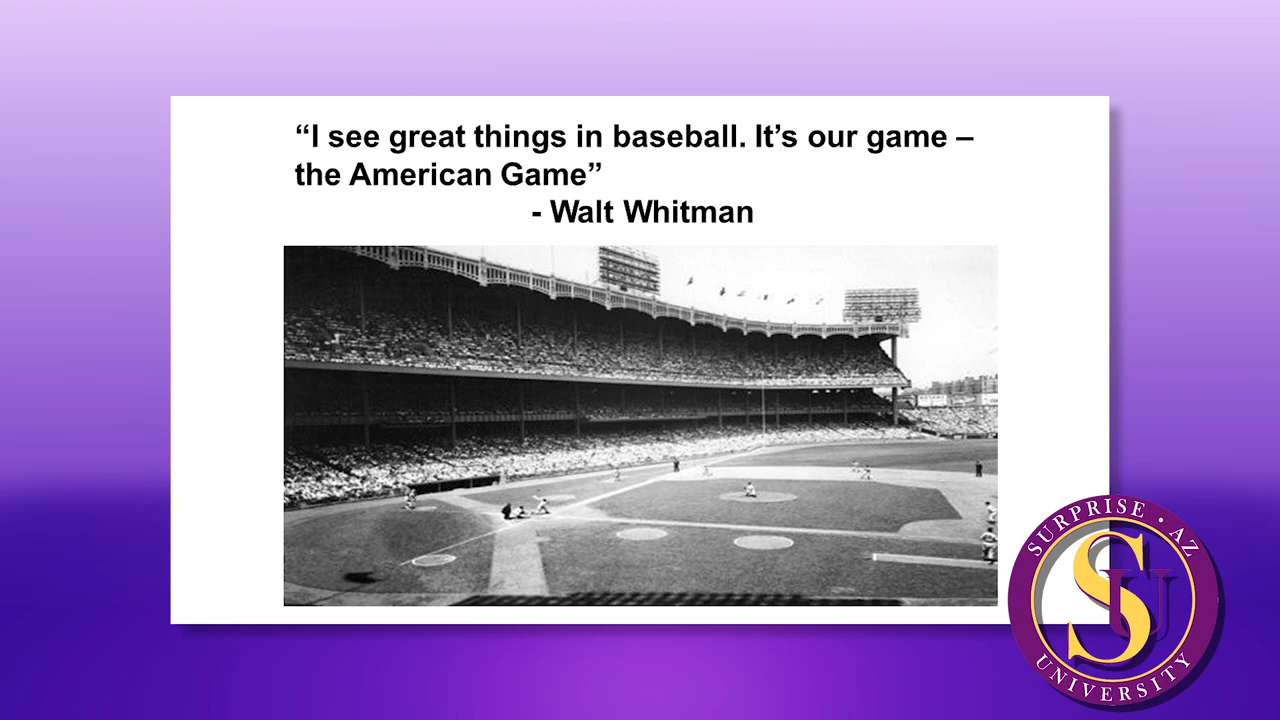 “I see great things in baseball. It’s our game –
the American Game”
- Walt Whitman
SURPRISE • AZ
SU
UNIVERSITY